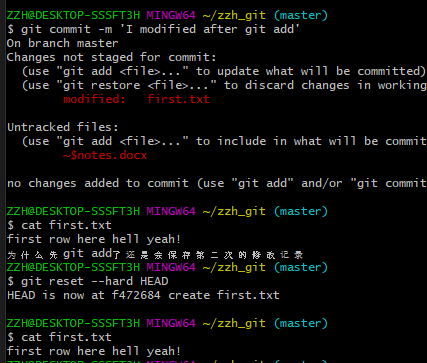 ZZH@DESKTOP-SSSFT3H MINGW64 ~/zzh_git (master)
$ git commit -m 'I modified after git add'
On branch master
Changes not staged for commit:
(use "git add <file>..." to update what will be committed)
(use "git restore <file>..." to discard changes in working
modified: first.txt
Untracked files:
(use "git add <file>..." to include in what will be commit
~$notes.docx
no changes added to commit (use "git add" and/or "git commit
ZZH@DESKTOP-SSSFT3H MINGW64 ~/zzh_git (master)
$ cat first.txt
first row here hell yeah!
为什么先git add了还是会保存第二次的修改记录
$ git reset --hard HEAD
HEAD is now at f472684 create first.txt
ZZH@DESKTOP-SSSFT3H MINGW64 ~/zzh_git (master)
$ cat first.txt
first row here hell yeah!